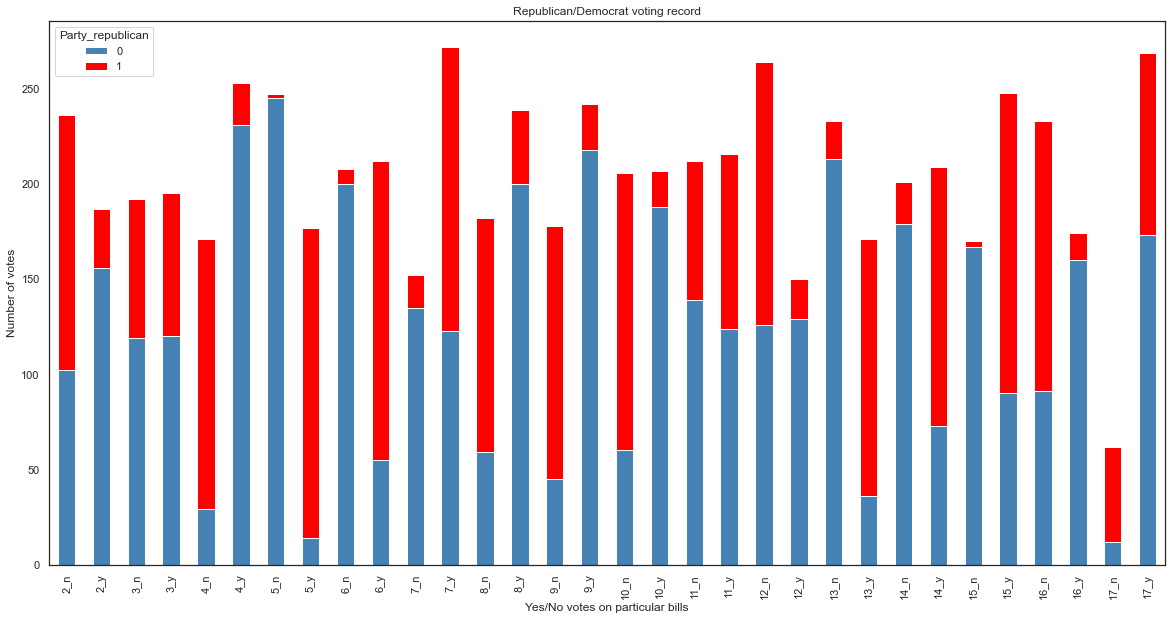 Republican/Democrat voting record
Party_republican
0
1
250
200
150
100
50
0
Number of votes
2_n 2_y 3_n 3_y 4_n 4_y 5_n 5_y 6_n 6_y 7_n 7_y 8_n 8_y 9_n 9_y 10_n 10_y 11_n 11_y 12_n 12_y 13_n 13_y 14_n 14_y 15_n 15_y 16_n 16_y 17_n 17_y
Yes/No votes on particular bills